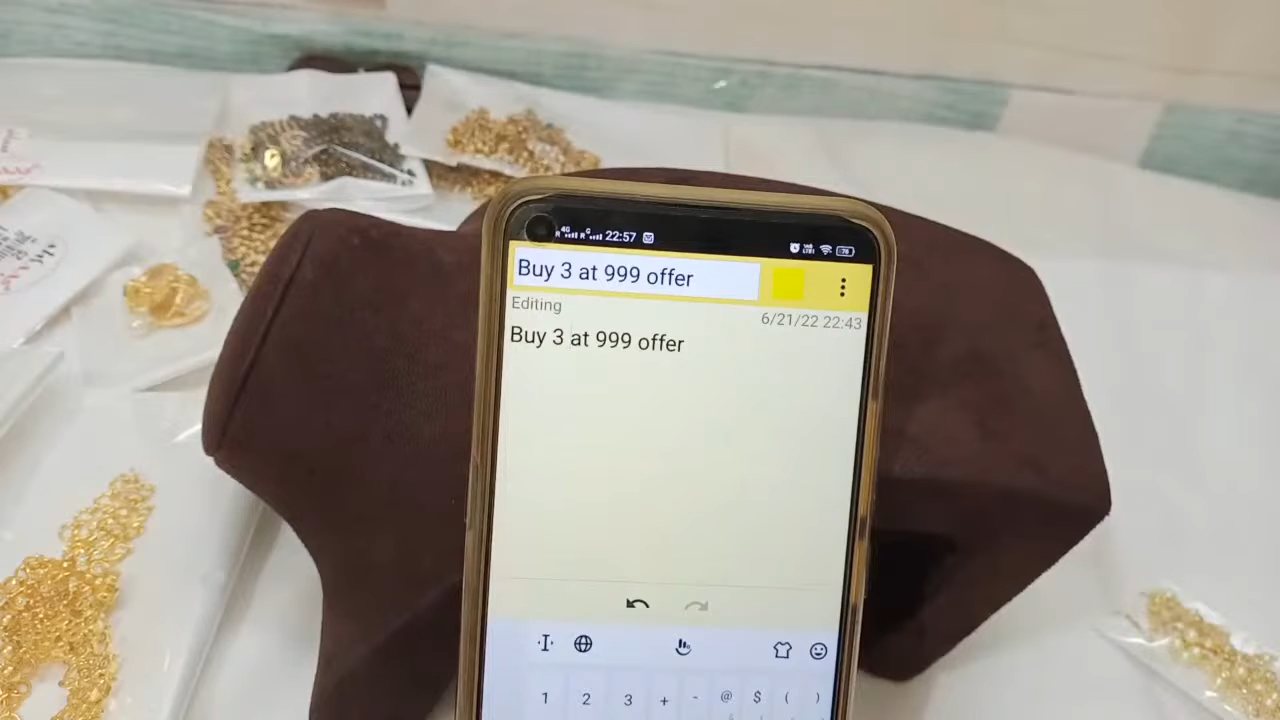 22:57
Buy 3 at 999 offer
Editing
6/21/22 22:43
Buy 3 at 999 offer
1 2 3 + - @ $ ( )